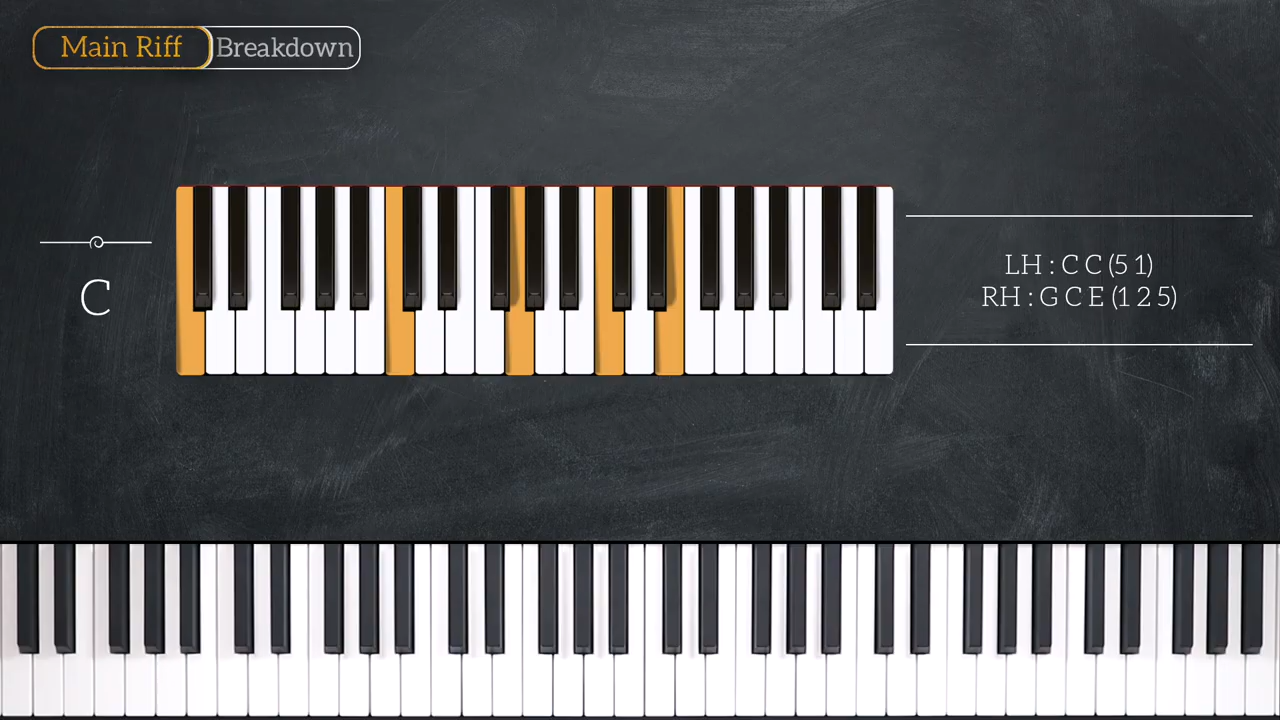 Main Riff Breakdown
C
LH : C C (5 1)
RH : G C E (1 2 5)